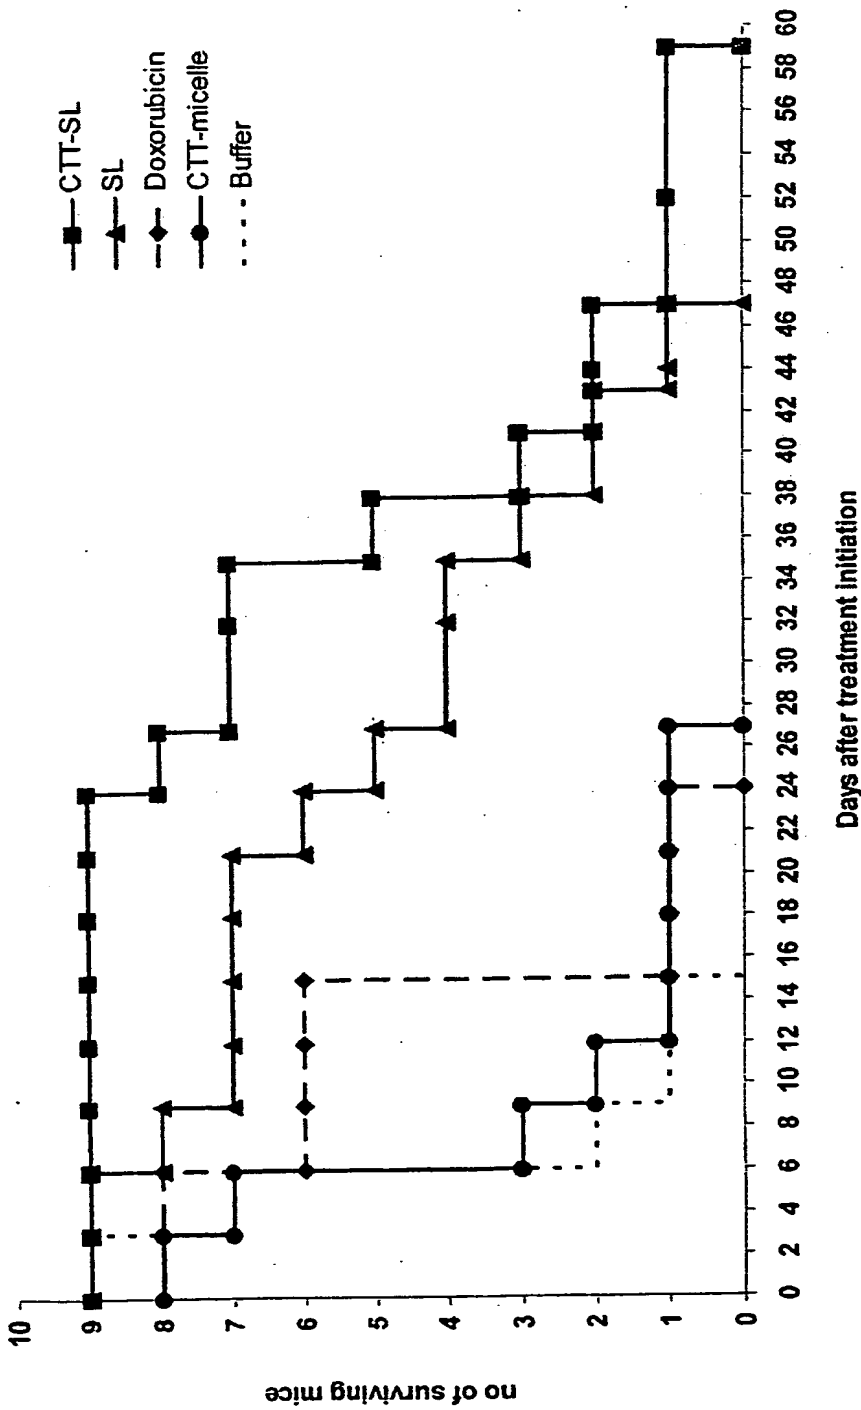 CTT-SL
SL
Doxorubicin
CTT-micelle
Buffer
no of surviving mice
10
9
8
7
6
5
4
3
2
1
0
0 2 4 6 8 10 12 14 16 18 20 22 24 26 28 30 32 34 36 38 40 42 44 46 48 50 52 54 56 58 60
Days after treatment initiation